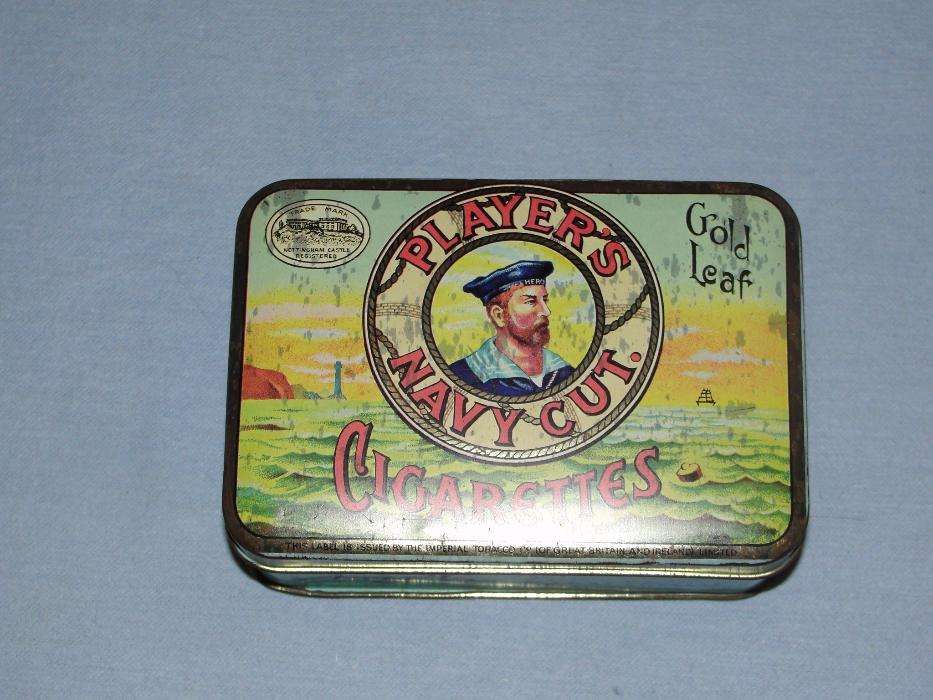 TRADE MARK
NOTTINGHAM CASTLE
REGISTERED
PLAYER'S
NAVY CUT.
HERO
Gold
Leaf
CIGARETTES
THIS LABEL IS ISSUED BY THE IMPERIAL TOBACCO CO (OF GREAT BRITAIN AND IRELAND) LIMITED